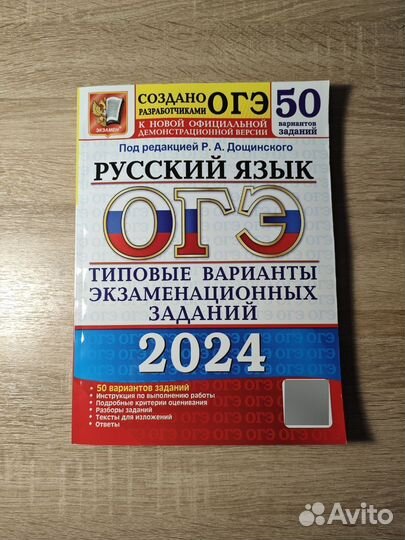 ЭКЗАМЕН
СОЗДАНО
РАЗРАБОТЧИКАМИ
ОГЭ
К НОВОЙ ОФИЦИАЛЬНОЙ
ДЕМОНСТРАЦИОННОЙ ВЕРСИИ
50
вариантов
заданий
Под редакцией Р. А. Дощинского
РУССКИЙ ЯЗЫК
ОГЭ
ТИПОВЫЕ ВАРИАНТЫ
ЭКЗАМЕНАЦИОННЫХ
ЗАДАНИЙ
2024
• 50 вариантов заданий
• Инструкция по выполнению работы
• Подробные критерии оценивания
• Разборы заданий
• Тексты для изложений
• Ответы
Avito